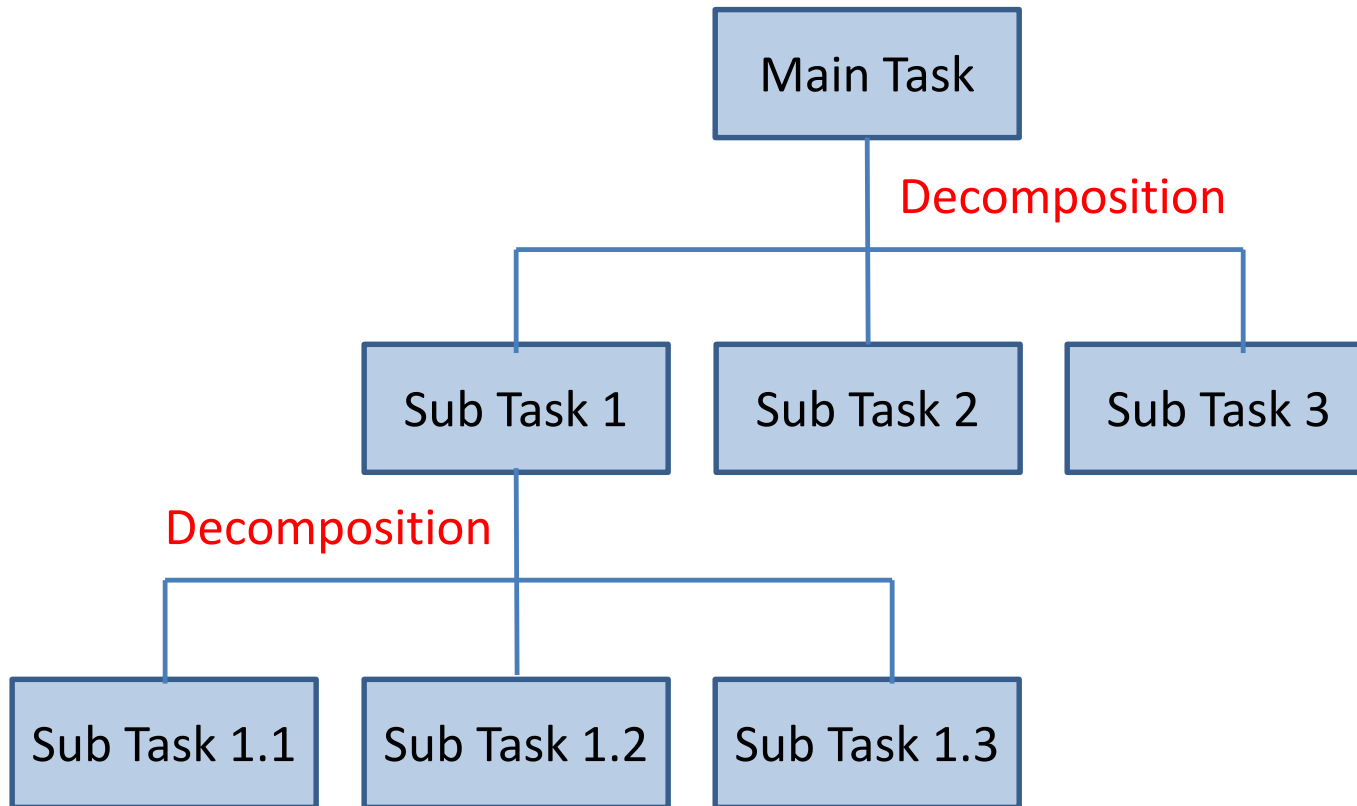 Main Task
Decomposition
Sub Task 1
Sub Task 2
Sub Task 3
Decomposition
Sub Task 1.1
Sub Task 1.2
Sub Task 1.3